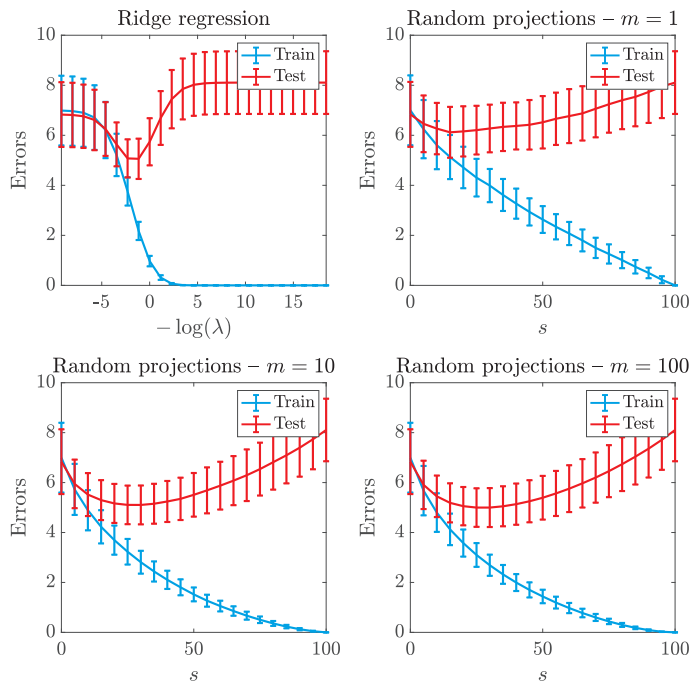 Ridge regression
10
8
6
4
2
0
Errors
Train
Test
-5
0
5
10
15
− log(λ)
Random projections – m = 1
10
8
6
4
2
0
Errors
Train
Test
0
50
100
s
Random projections – m = 10
10
8
6
4
2
0
Errors
Train
Test
0
50
100
s
Random projections – m = 100
10
8
6
4
2
0
Errors
Train
Test
0
50
100
s